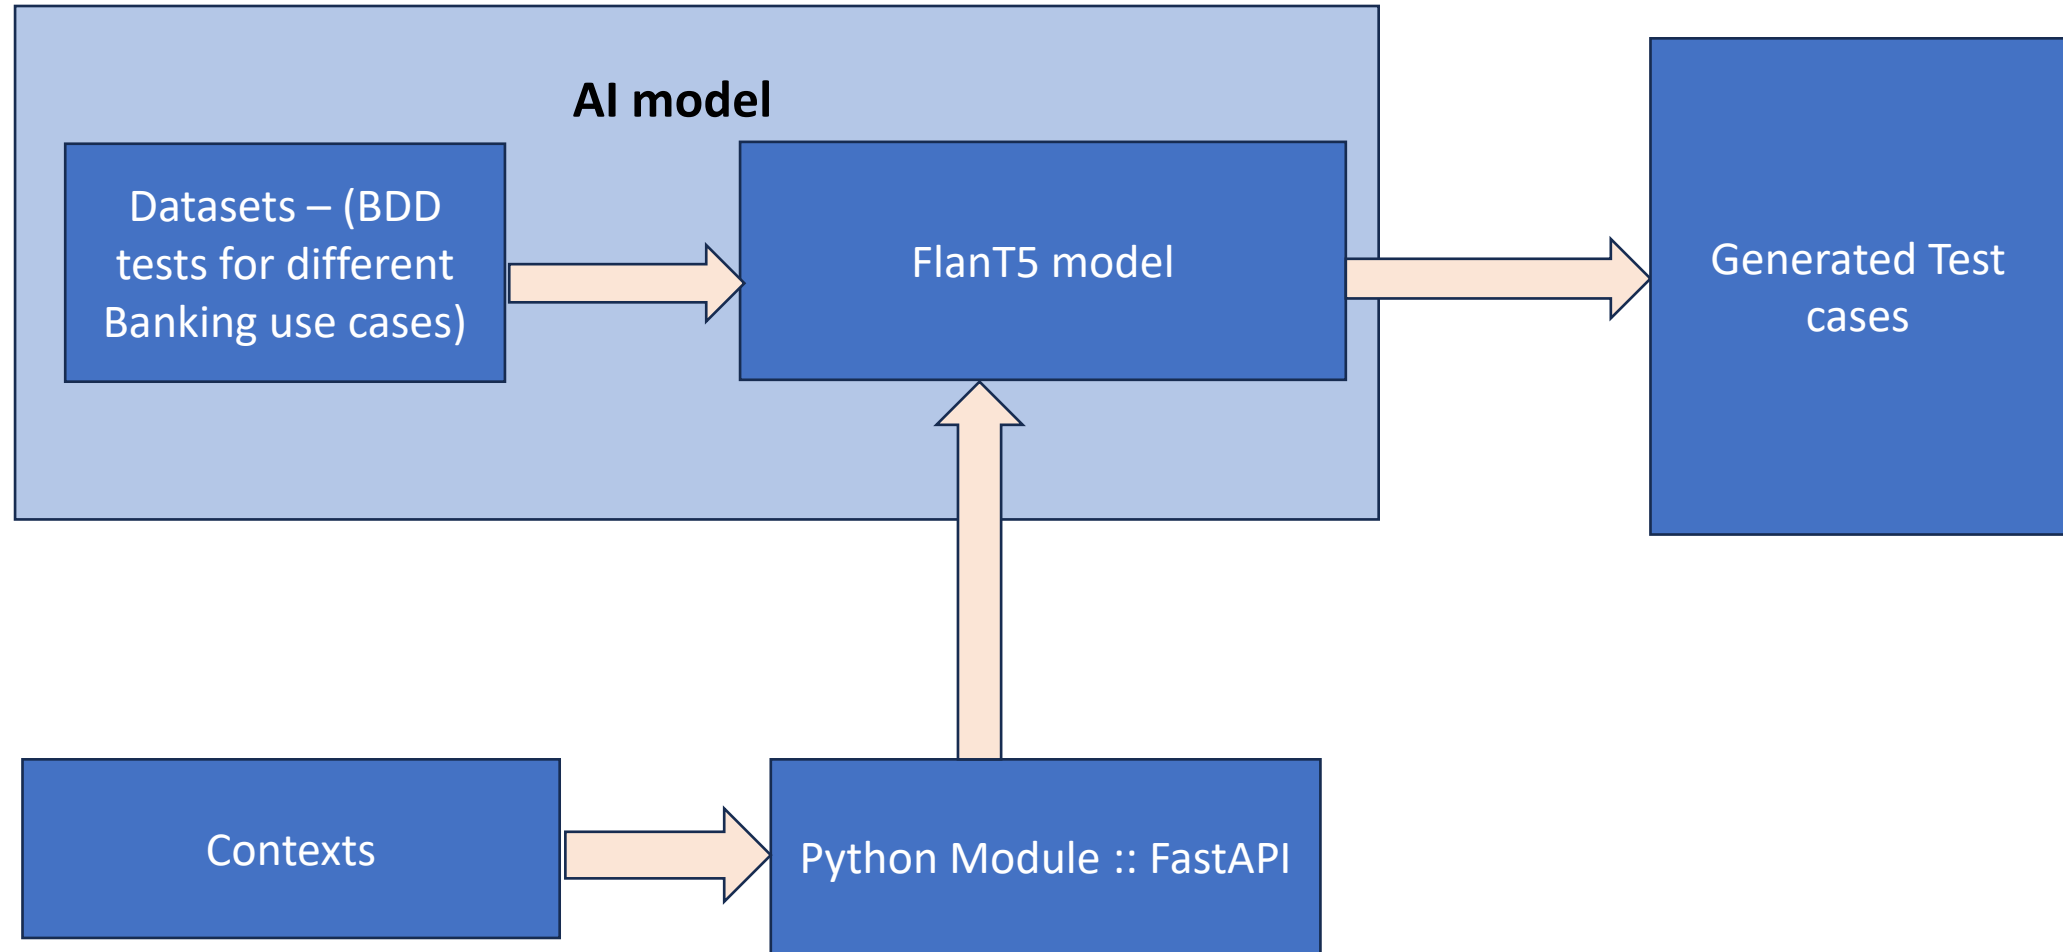 AI model
Datasets – (BDD
tests for different
Banking use cases)
FlanT5 model
Generated Test
cases
Contexts
Python Module :: FastAPI